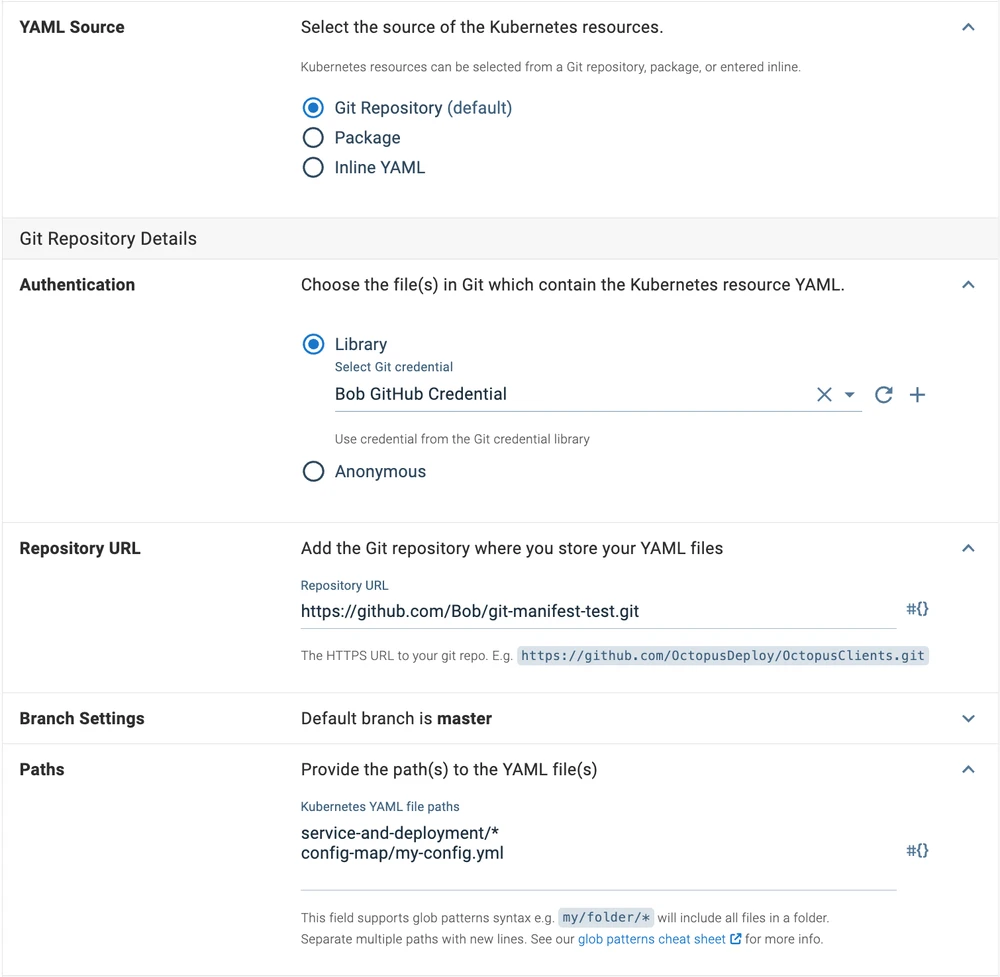 YAML Source
Select the source of the Kubernetes resources.
Kubernetes resources can be selected from a Git repository, package, or entered inline.
Git Repository (default)
Package
Inline YAML
Git Repository Details
Authentication
Choose the file(s) in Git which contain the Kubernetes resource YAML.
Library
Select Git credential
Bob GitHub Credential
Use credential from the Git credential library
Anonymous
Repository URL
Add the Git repository where you store your YAML files
Repository URL
https://github.com/Bob/git-manifest-test.git
#{}
The HTTPS URL to your git repo. E.g. https://github.com/OctopusDeploy/OctopusClients.git
Branch Settings
Default branch is master
Paths
Provide the path(s) to the YAML file(s)
Kubernetes YAML file paths
service-and-deployment/*
config-map/my-config.yml
#{}
This field supports glob patterns syntax e.g. my/folder/* will include all files in a folder.
Separate multiple paths with new lines. See our glob patterns cheat sheet for more info.